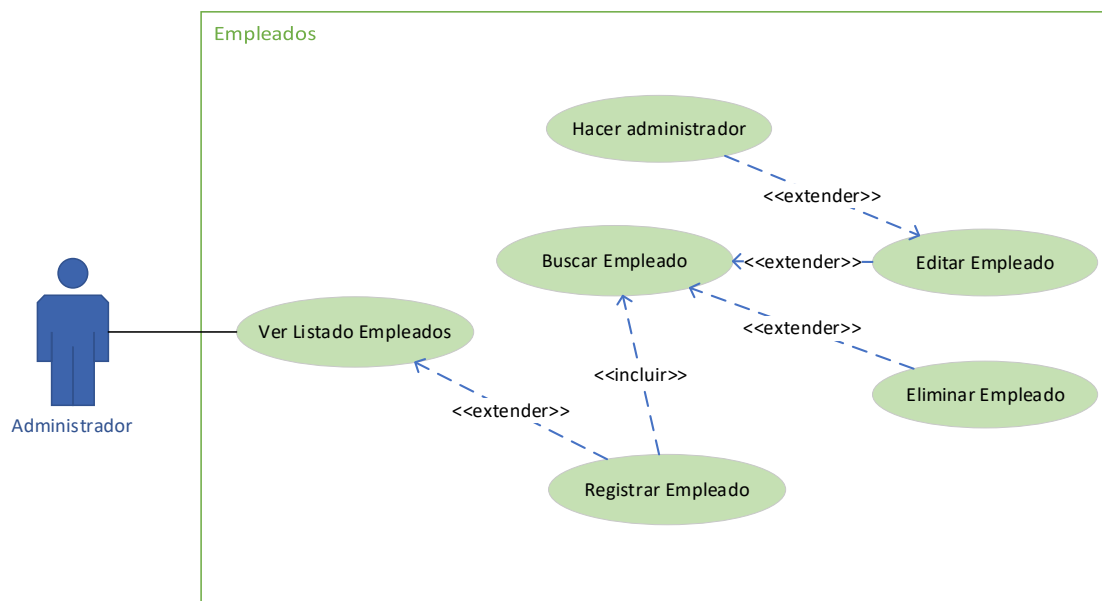 Empleados
Hacer administrador
<<extender>>
Buscar Empleado
<<extender>>
Editar Empleado
<<extender>>
Ver Listado Empleados
<<incluir>>
Eliminar Empleado
<<extender>>
Administrador
Registrar Empleado